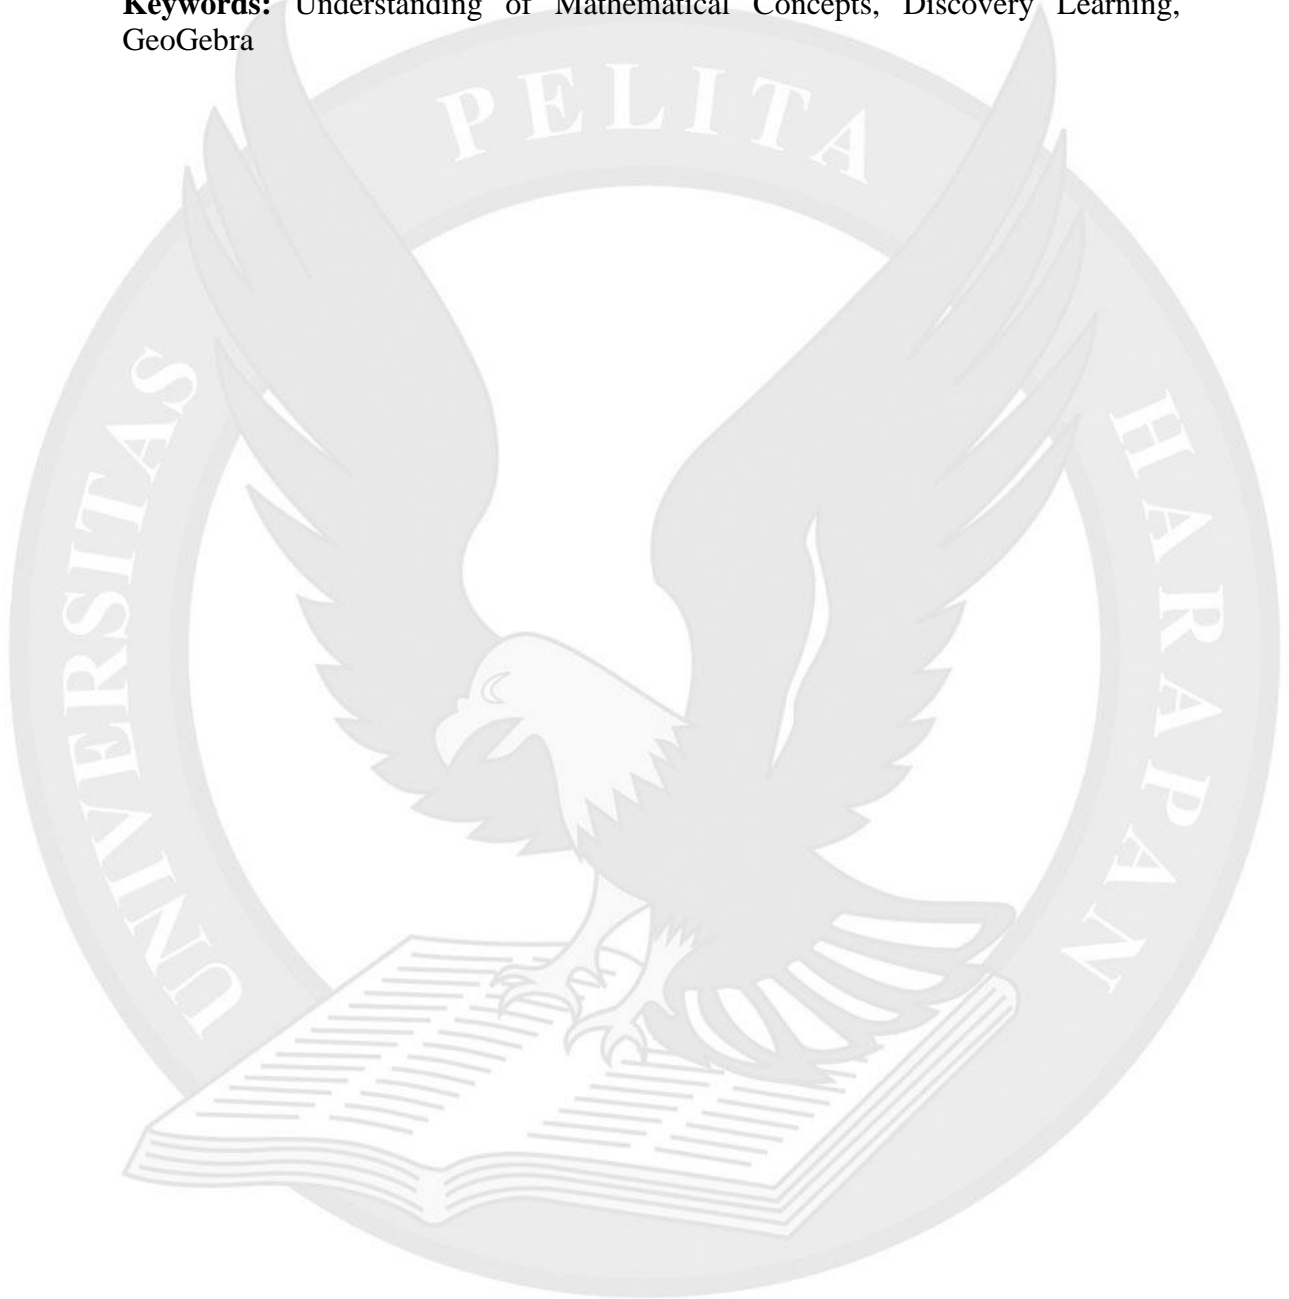 Keywords: Understanding of Mathematical Concepts, Discovery Learning,
GeoGebra
PELITA
UNIVERSITAS
HARAPAN